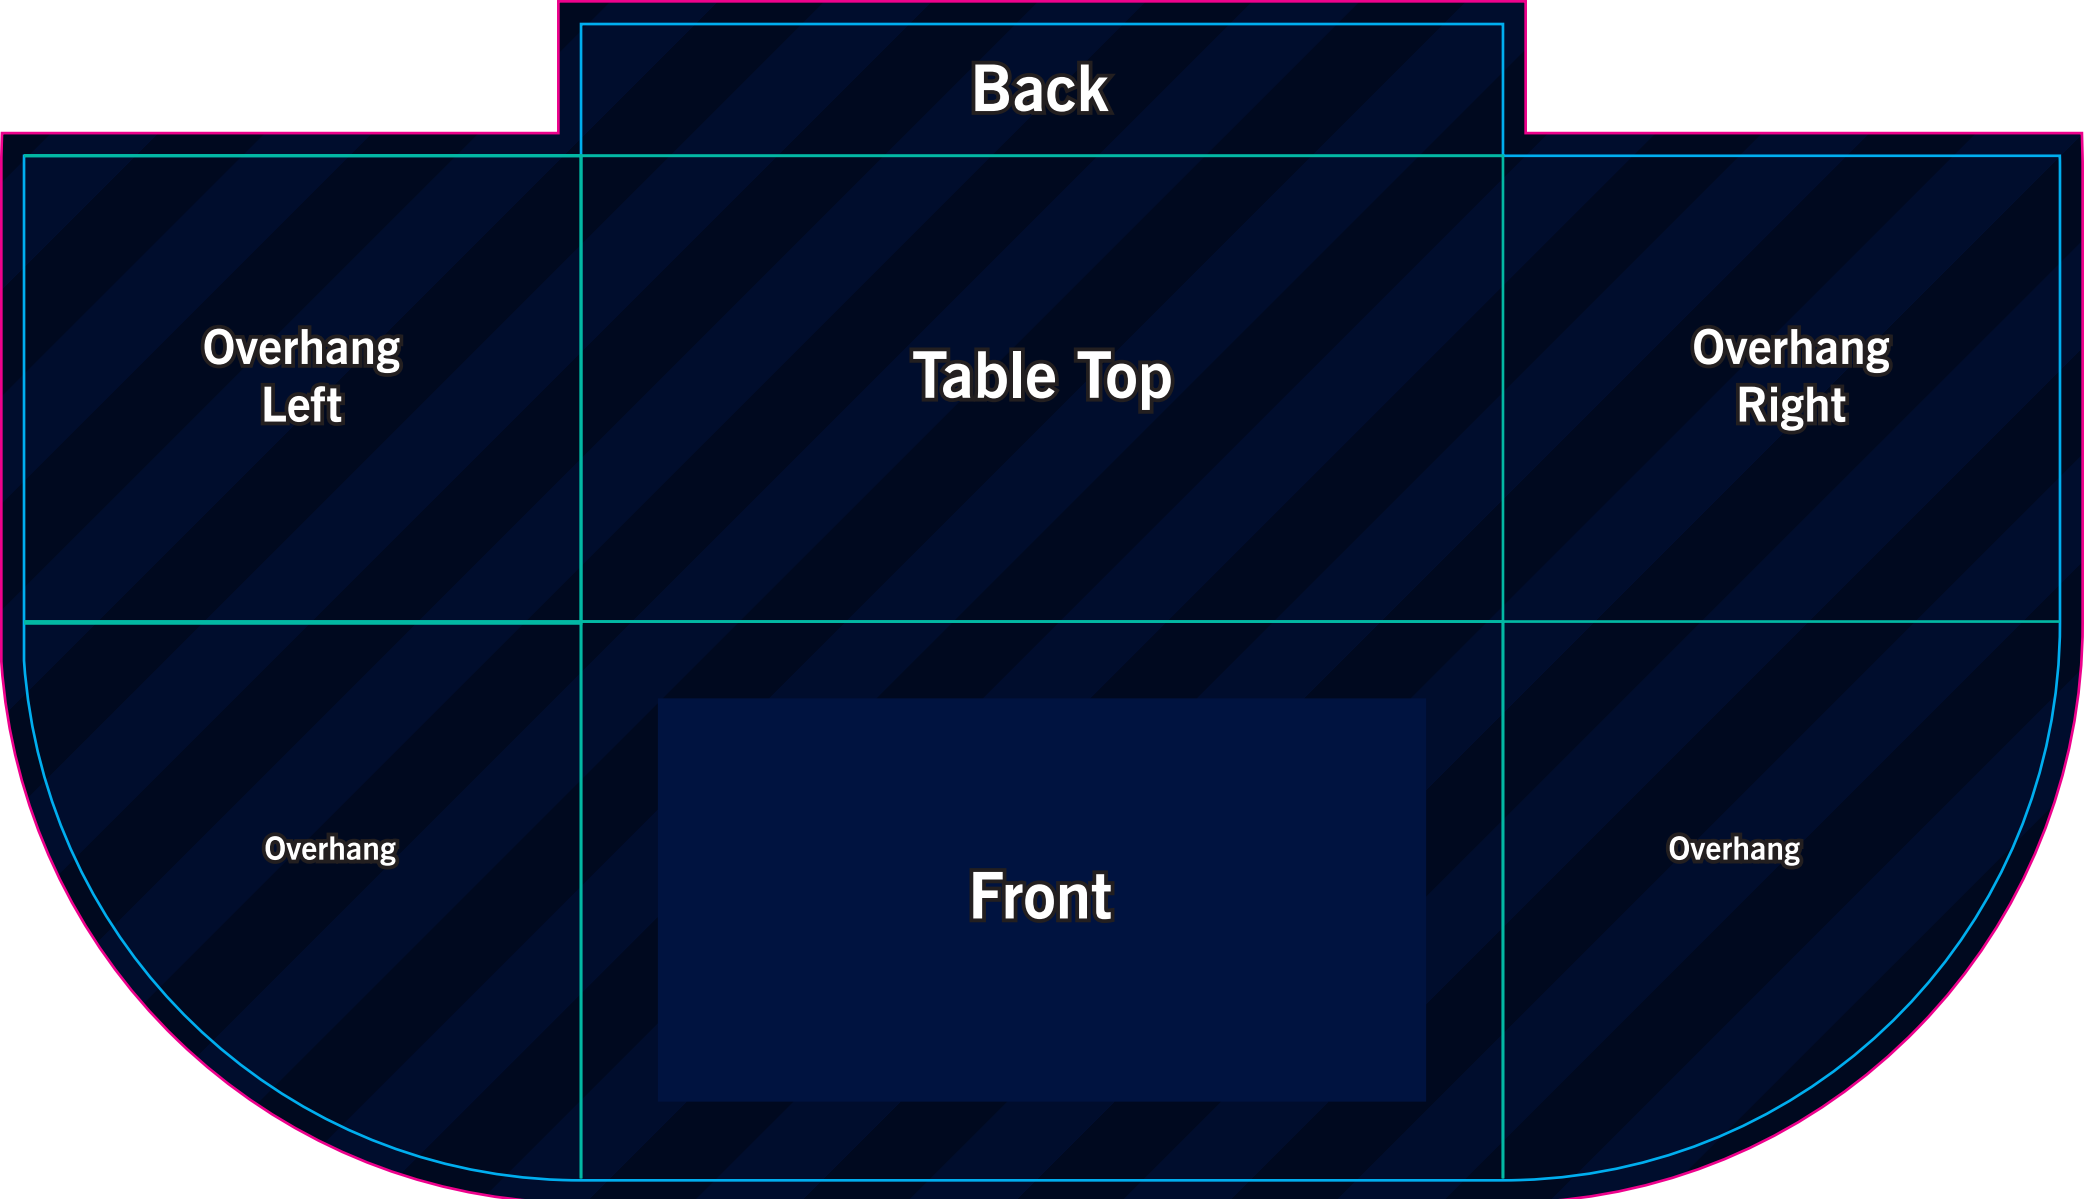 Back
Overhang
Left
Table Top
Overhang
Right
Overhang
Front
Overhang